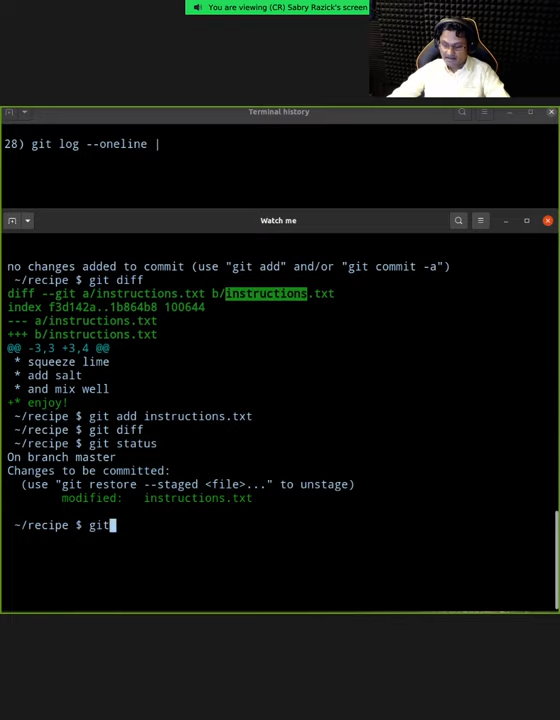 You are viewing (CR) Sabry Razick's screen
Terminal history
28) git log --oneline |
Watch me
no changes added to commit (use "git add" and/or "git commit -a")
~/recipe $ git diff
diff --git a/instructions.txt b/instructions.txt
index f3d142a..1b864b8 100644
--- a/instructions.txt
+++ b/instructions.txt
@@ -3,3 +3,4 @@
* squeeze lime
* add salt
* and mix well
+* enjoy!
~/recipe $ git add instructions.txt
~/recipe $ git diff
~/recipe $ git status
On branch master
Changes to be committed:
(use "git restore --staged <file>..." to unstage)
modified:   instructions.txt
~/recipe $ git